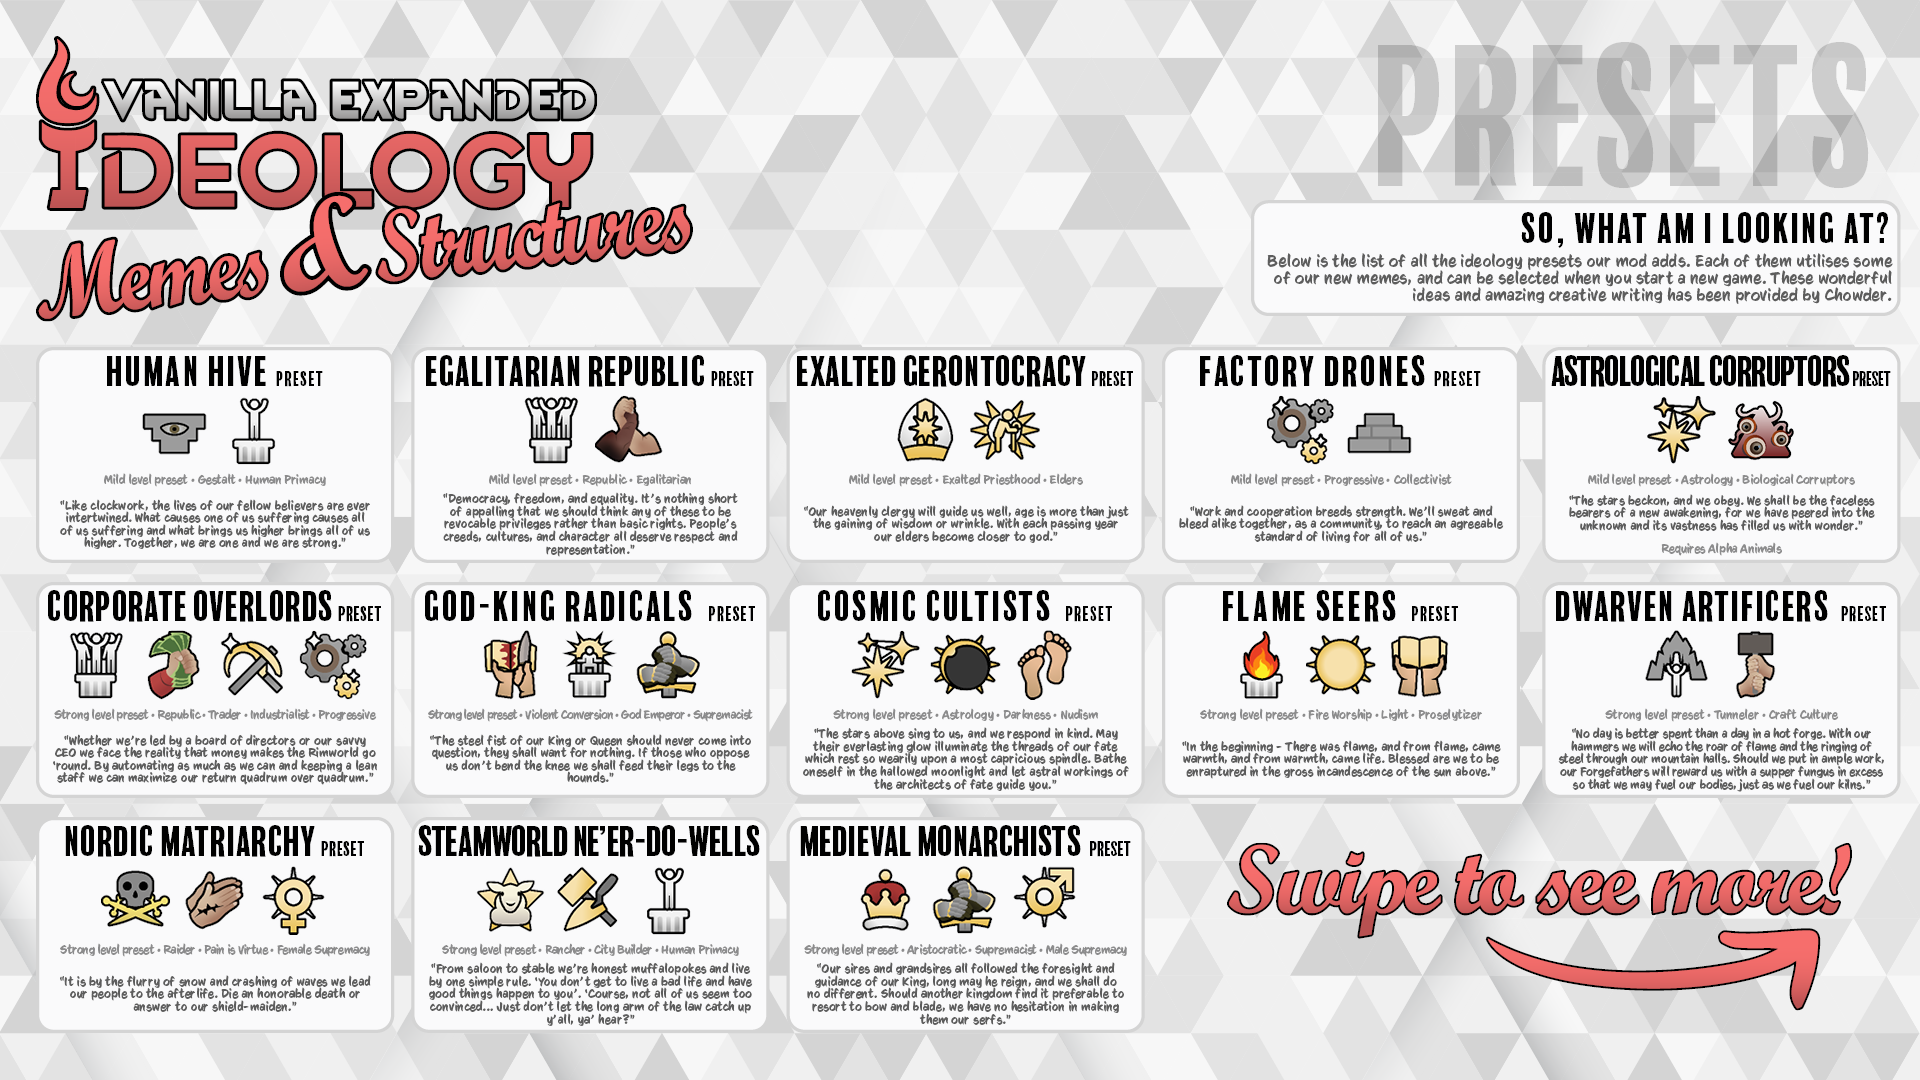 VANILLA EXPANDED
IDEOLOGY
Memes & Structures
PRESETS
SO, WHAT AM I LOOKING AT?
Below is the list of all the ideology presets our mod adds. Each of them utilises some
of our new memes, and can be selected when you start a new game. These wonderful
ideas and amazing creative writing has been provided by Chowder.
HUMAN HIVE PRESET
Mild level preset • Gestalt • Human Primacy
"Like clockwork, the lives of our fellow believers are ever
intertwined. What causes one of us suffering causes all
of us suffering and what brings us higher brings all of us
higher. Together, we are one and we are strong."
EGALITARIAN REPUBLIC PRESET
Mild level preset • Republic • Egalitarian
"Democracy, freedom, and equality. It's nothing short
of appalling that we should think any of these to be
revocable privileges rather than basic rights. People's
creeds, cultures, and character all deserve respect and
representation."
EXALTED GERONTOCRACY PRESET
Mild level preset • Exalted Priesthood • Elders
"Our heavenly clergy will guide us well, age is more than just
the gaining of wisdom or wrinkle. With each passing year
our elders become closer to god."
FACTORY DRONES PRESET
Mild level preset • Progressive • Collectivist
"Work and cooperation breeds strength. We'll sweat and
bleed alike together, as a community, to reach an agreeable
standard of living for all of us."
ASTROLOGICAL CORRUPTORS PRESET
Mild level preset • Astrology • Biological Corruptors
"The stars beckon, and we obey. We shall be the faceless
bearers of a new awakening, for we have peered into the
unknown and its vastness has filled us with wonder."
Requires Alpha Animals
CORPORATE OVERLORDS PRESET
Strong level preset • Republic • Trader • Industrialist • Progressive
"Whether we're led by a board of directors or our savvy
CEO we face the reality that money makes the Rimworld go
'round. By automating as much as we can and keeping a lean
staff we can maximize our return quadrum over quadrum."
GOD-KING RADICALS PRESET
Strong level preset • Violent Conversion • God Emperor • Supremacist
"The steel fist of our King or Queen should never come into
question, they shall want for nothing. If those who oppose
us don't bend the knee we shall feed their legs to the
hounds."
COSMIC CULTISTS PRESET
Strong level preset • Astrology • Darkness • Nudism
"The stars above sing to us, and we respond in kind. May
their everlasting glow illuminate the threads of our fate
which rest so wearily upon a most capricious spindle. Bathe
oneself in the hallowed moonlight and let astral workings of
the architects of fate guide you."
FLAME SEERS PRESET
Strong level preset • Fire Worship • Light • Proselytizer
"In the beginning - There was flame, and from flame, came
warmth, and from warmth, came life. Blessed are we to be
enraptured in the gross incandescence of the sun above."
DWARVEN ARTIFICERS PRESET
Strong level preset • Tunneler • Craft Culture
"No day is better spent than a day in a hot forge. With our
hammers we will echo the roar of flame and the ringing of
steel through our mountain halls. Should we put in ample work,
our Forgefathers will reward us with a supper fungus in excess
so that we may fuel our bodies, just as we fuel our kilns."
NORDIC MATRIARCHY PRESET
Strong level preset • Raider • Pain is Virtue • Female Supremacy
"It is by the flurry of snow and crashing of waves we lead
our people to the afterlife. Die an honorable death or
answer to our shield-maiden."
STEAMWORLD NE'ER-DO-WELLS
Strong level preset • Rancher • City Builder • Human Primacy
"From saloon to stable we're honest muffalopokes and live
by one simple rule. 'You don't get to live a bad life and have
good things happen to you'. 'Course, not all of us seem too
convinced... Just don't let the long arm of the law catch up
y'all, ya' hear?"
MEDIEVAL MONARCHISTS PRESET
Strong level preset • Aristocratic • Supremacist • Male Supremacy
"Our sires and grandsires all followed the foresight and
guidance of our King, long may he reign, and we shall do
no different. Should another kingdom find it preferable to
resort to bow and blade, we have no hesitation in making
them our serfs."
Swipe to see more!